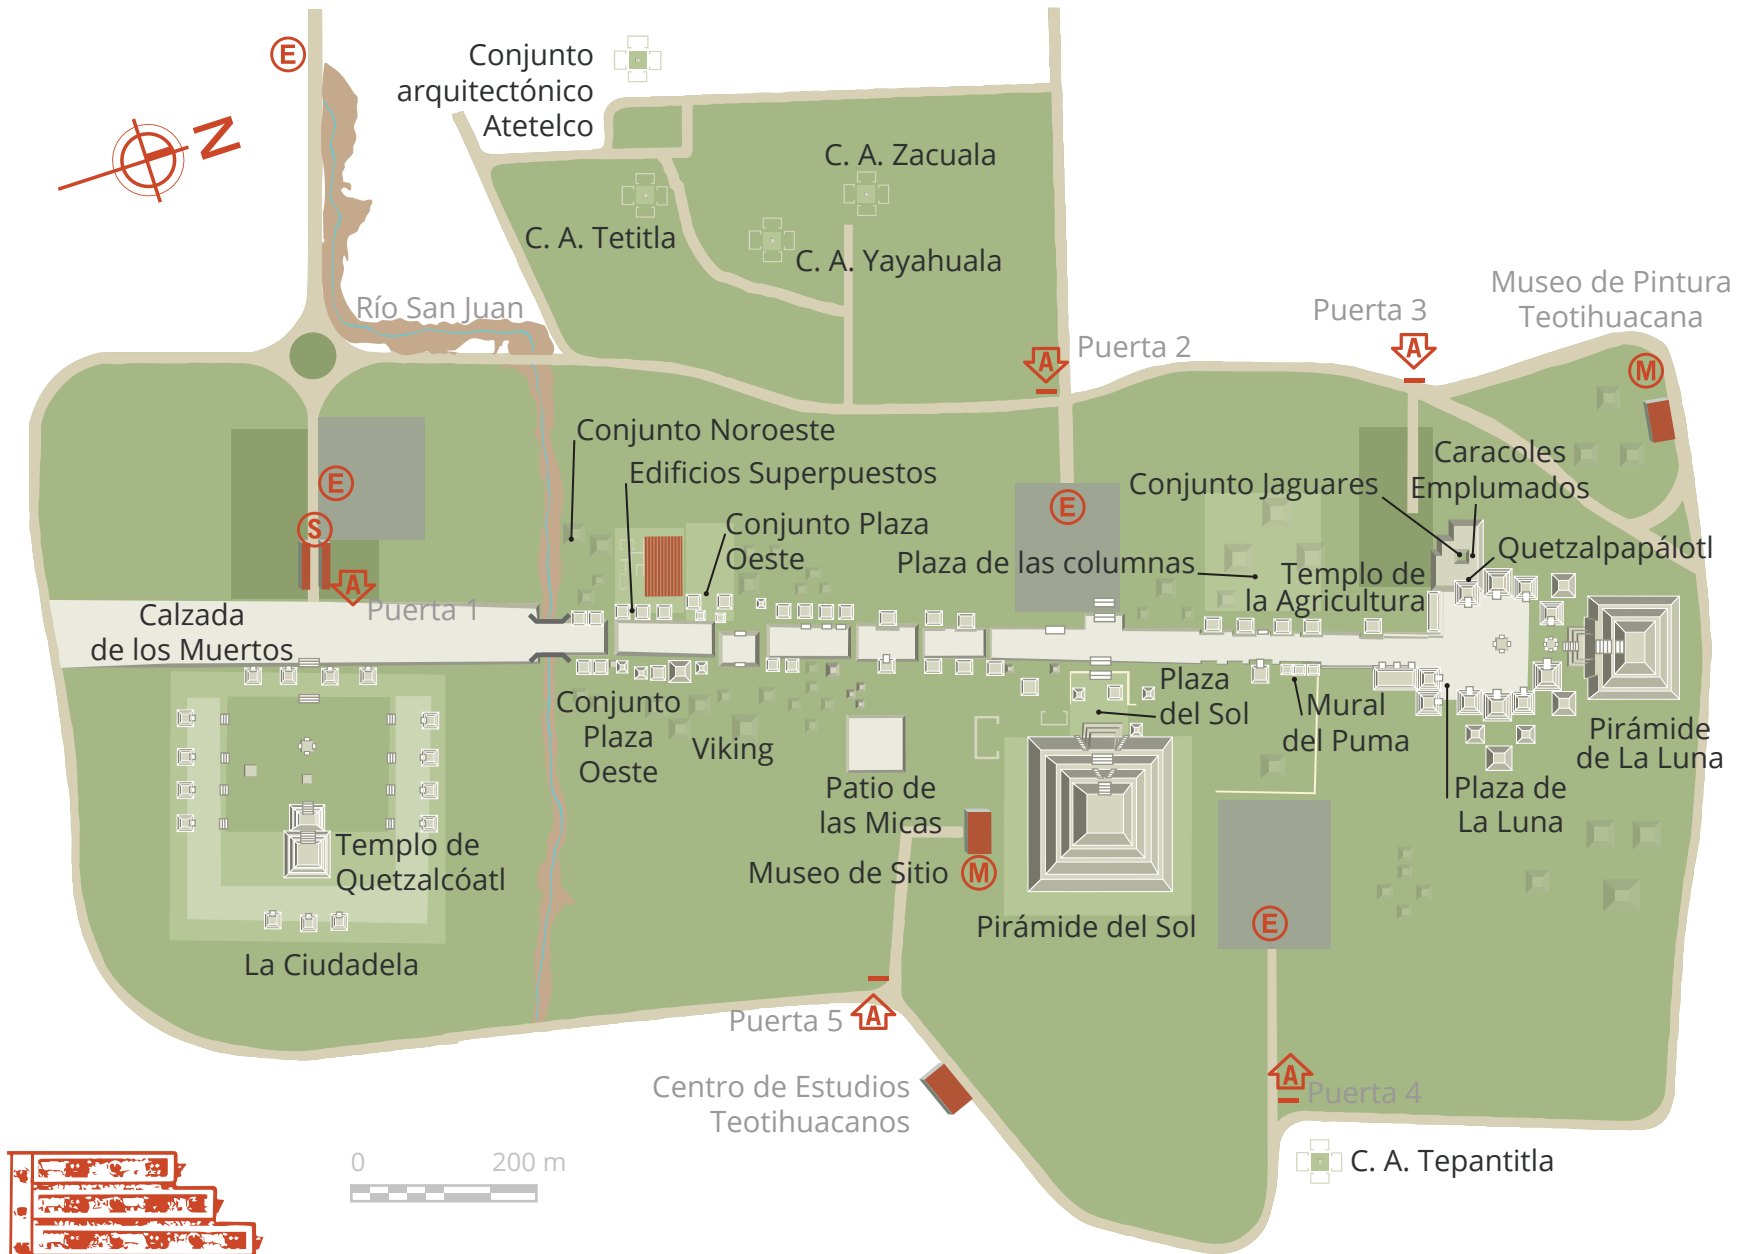 E
Conjunto
arquitectónico
Atetelco
N
C. A. Zacuala
C. A. Tetitla
C. A. Yayahuala
Río San Juan
Museo de Pintura
Teotihuacana
Puerta 3
A
Puerta 2
A
M
Conjunto Noroeste
Edificios Superpuestos
Caracoles
Emplumados
Conjunto Jaguares
E
S
E
Conjunto Plaza
Oeste
Quetzalpapálotl
Plaza de las columnas
Templo de
la Agricultura
A
Puerta 1
Calzada
de los Muertos
Conjunto
Plaza
Oeste
Viking
Plaza
del Sol
Mural
del Puma
Pirámide
de La Luna
Patio de
las Micas
Plaza de
La Luna
Templo de
Quetzalcóatl
Museo de Sitio
M
Pirámide del Sol
E
La Ciudadela
Puerta 5
A
Centro de Estudios
Teotihuacanos
A
Puerta 4
C. A. Tepantitla
0 200 m